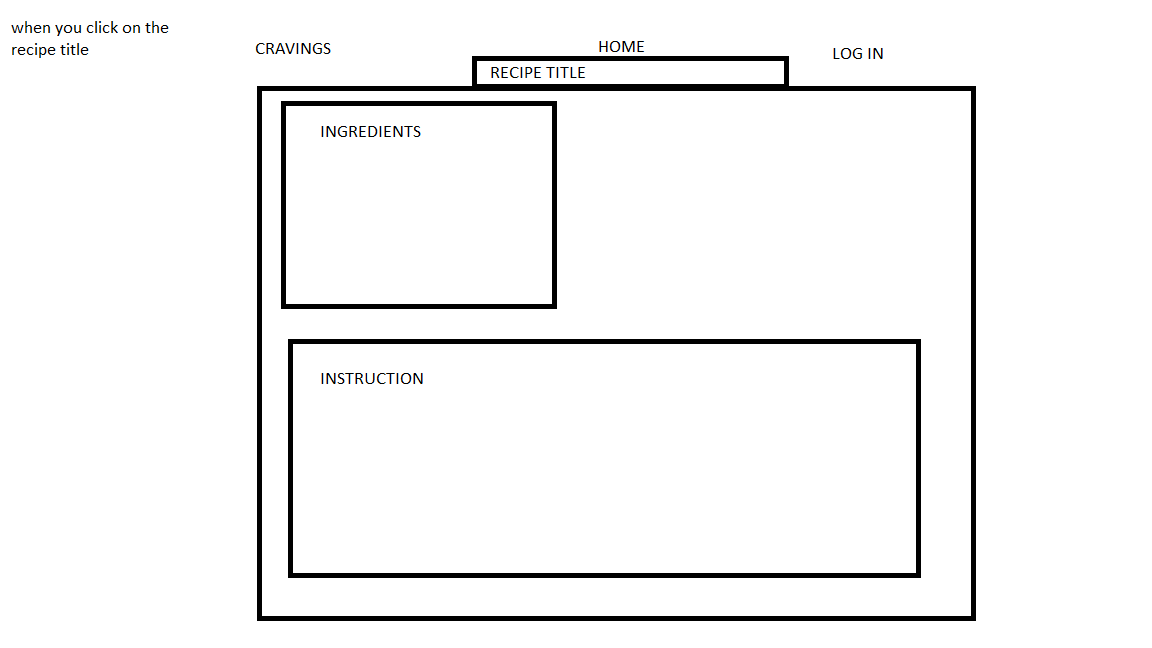 when you click on the
recipe title
CRAVINGS
HOME
LOG IN
RECIPE TITLE
INGREDIENTS
INSTRUCTION